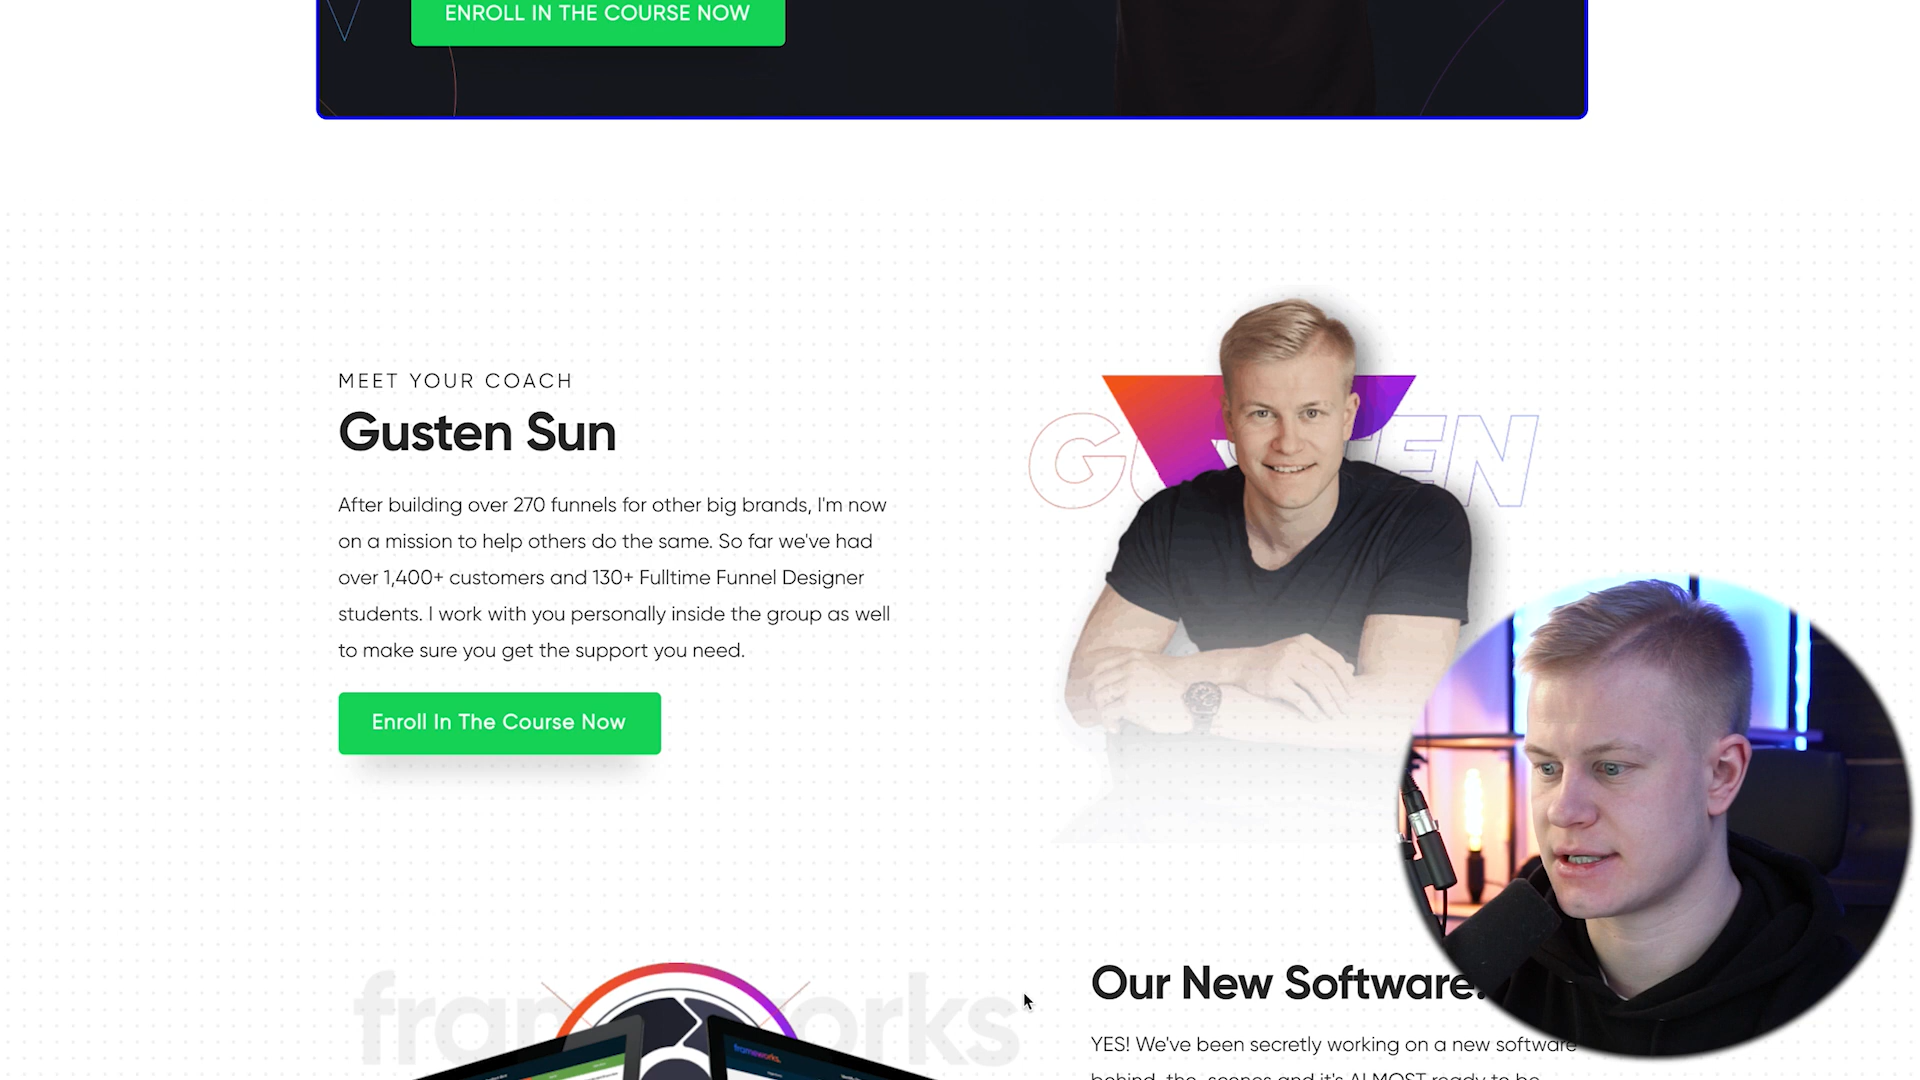 ENROLL IN THE COURSE NOW
MEET YOUR COACH
Gusten Sun
GUSTEN
After building over 270 funnels for other big brands, I'm now
on a mission to help others do the same. So far we've had
over 1,400+ customers and 130+ Fulltime Funnel Designer
students. I work with you personally inside the group as well
to make sure you get the support you need.
Enroll In The Course Now
frameworks
frameworks.
Our New Software!
YES! We've been secretly working on a new software
behind-the-scenes and it's ALMOST ready to be